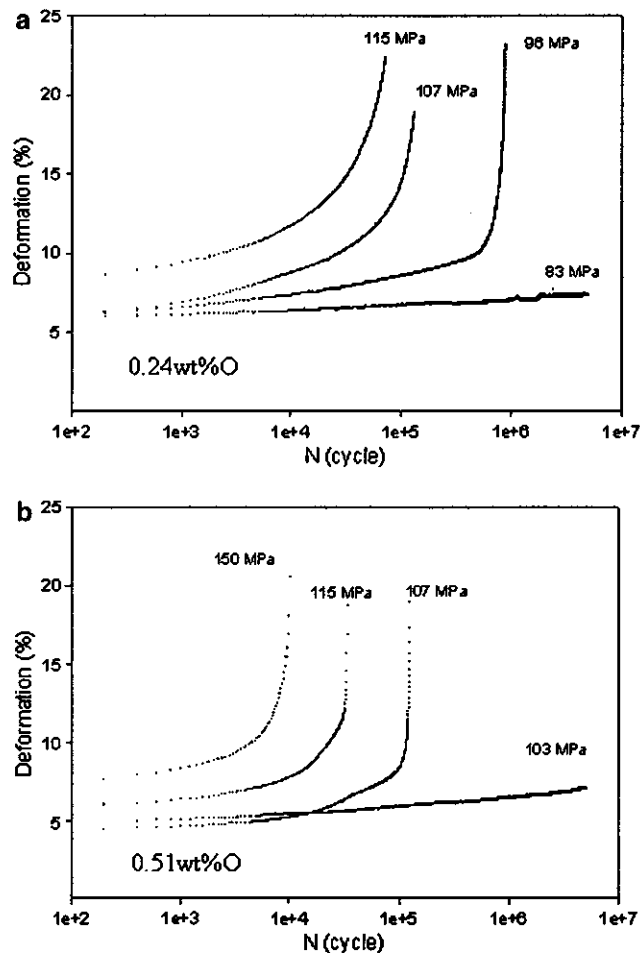 a
25
20
15
10
5
Deformation (%)
115 MPa
96 MPa
107 MPa
83 MPa
0.24wt%O
1e+2 1e+3 1e+4 1e+5 1e+6 1e+7
N (cycle)
b
25
20
15
10
5
Deformation (%)
150 MPa
115 MPa
107 MPa
103 MPa
0.51wt%O
1e+2 1e+3 1e+4 1e+5 1e+6 1e+7
N (cycle)